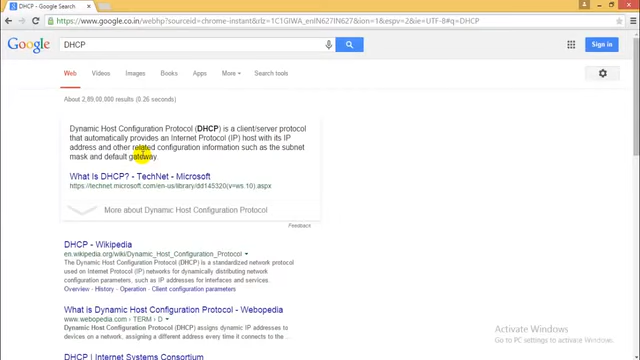 DHCP - Google Search
https://www.google.co.in/webhp?sourceid=chrome-instant&rlz=1C1GIWA_enIN627IN627&ion=1&espv=2&ie=UTF-8#q=DHCP
Google
DHCP
Sign in
Web Videos Images Books Apps More Search tools
About 2,89,00,000 results (0.26 seconds)
Dynamic Host Configuration Protocol (DHCP) is a client/server protocol
that automatically provides an Internet Protocol (IP) host with its IP
address and other related configuration information such as the subnet
mask and default gateway.
What Is DHCP? - TechNet - Microsoft
https://technet.microsoft.com/en-us/library/dd145320(v=ws.10).aspx
More about Dynamic Host Configuration Protocol
Feedback
DHCP - Wikipedia
en.wikipedia.org/wiki/Dynamic_Host_Configuration_Protocol
The Dynamic Host Configuration Protocol (DHCP) is a standardized network protocol
used on Internet Protocol (IP) networks for dynamically distributing network
configuration parameters, such as IP addresses for interfaces and services.
Overview - History - Operation - Client configuration parameters
What is Dynamic Host Configuration Protocol - Webopedia
www.webopedia.com › TERM › D
Dynamic Host Configuration Protocol (DHCP) assigns dynamic IP addresses to
devices on a network, assigning a different address every time it connects to the ...
DHCP | Internet Systems Consortium
Activate Windows
Go to PC settings to activate Windows.